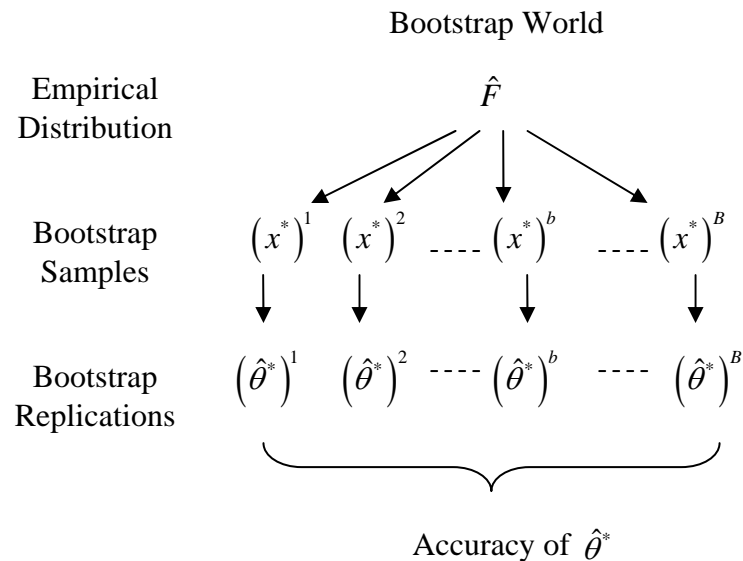 Bootstrap World
Empirical
Distribution
F̂
Bootstrap
Samples
(x*)¹ (x*)² ---- (x*)ᵇ ---- (x*)ᴮ
Bootstrap
Replications
(θ̂*)¹ (θ̂*)² ---- (θ̂*)ᵇ ---- (θ̂*)ᴮ
Accuracy of θ̂*